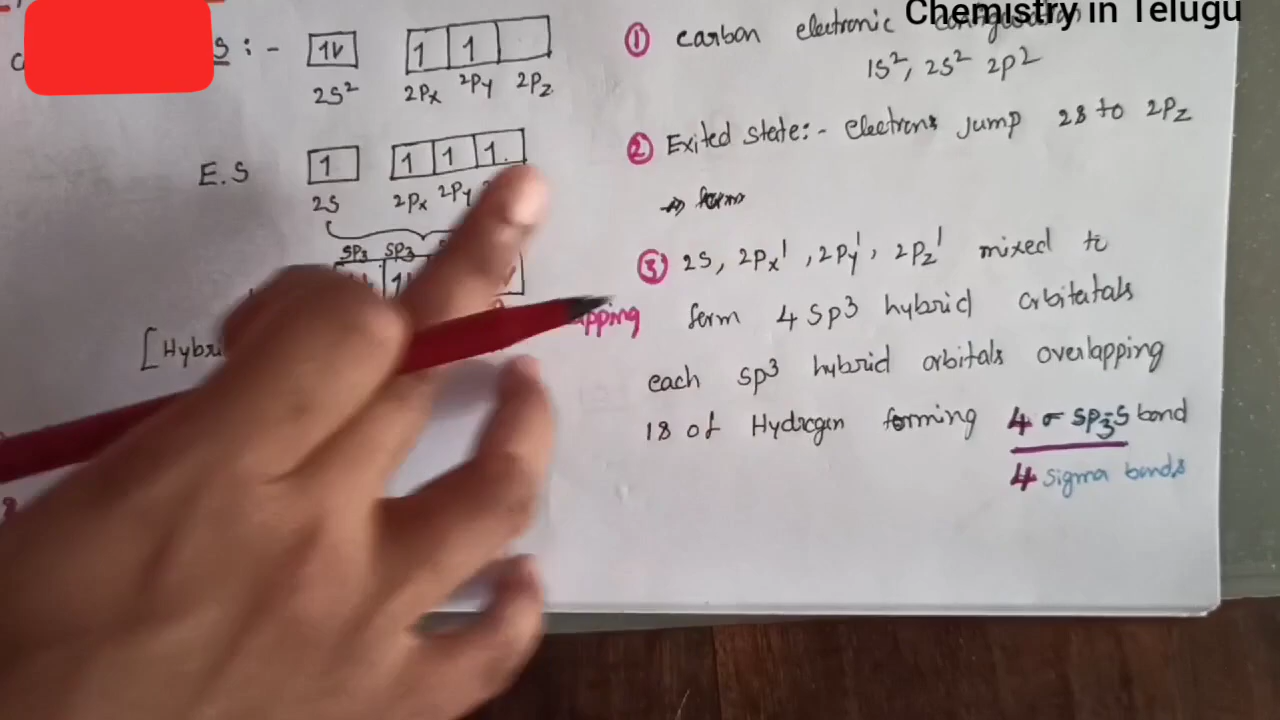 Chemistry in Telugu
S : - 1V 1 1
2S² 2Px 2Py 2Pz
E.S 1 1 1 1
2S 2Px 2Py
SP3 SP3
[Hybri
apping
① carbon electronic
1S², 2S² 2P²
② Exited state:- electrons jump 2S to 2Pz
③ 2S, 2Px¹, 2Py¹, 2Pz¹ mixed to
form 4 SP³ hybrid orbitatals
each SP³ hybrid orbitals overlapping
1S of Hydrogen forming 4 σ SP3-S bond
4 sigma bonds